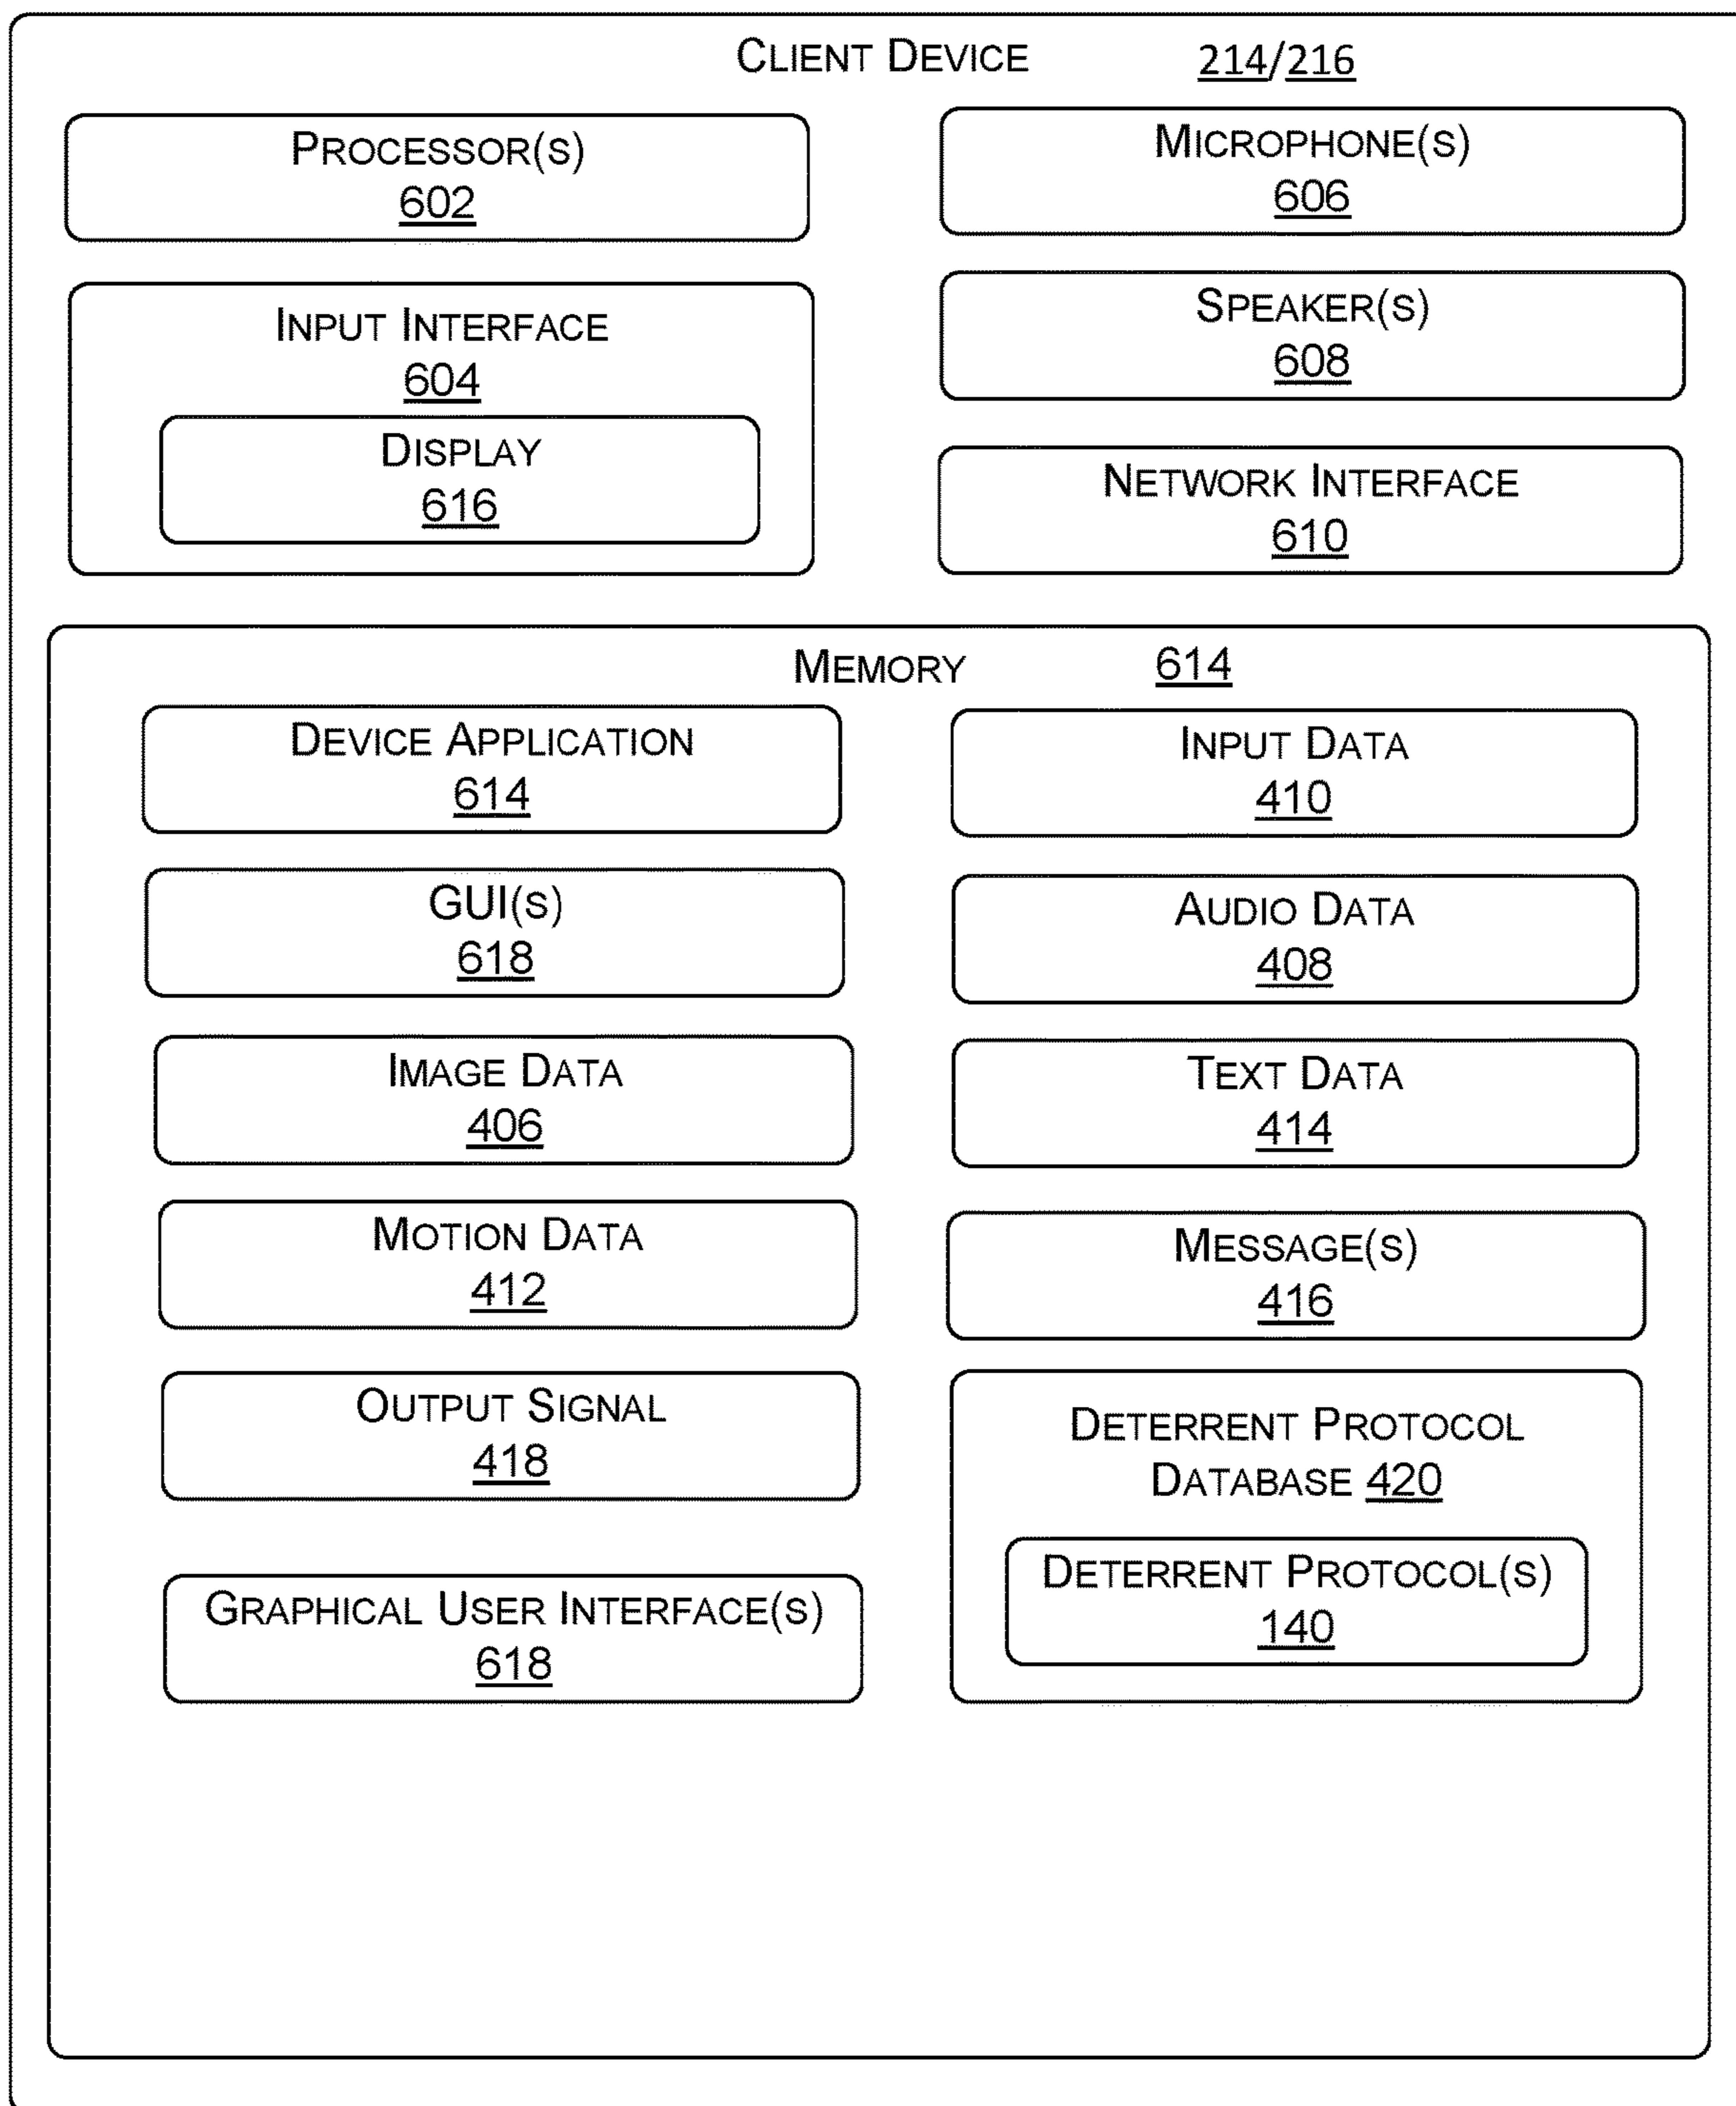 CLIENT DEVICE 214/216
PROCESSOR(S)
602
MICROPHONE(S)
606
INPUT INTERFACE
604
DISPLAY
616
SPEAKER(S)
608
NETWORK INTERFACE
610
MEMORY 614
DEVICE APPLICATION
614
INPUT DATA
410
GUI(S)
618
AUDIO DATA
408
IMAGE DATA
406
TEXT DATA
414
MOTION DATA
412
MESSAGE(S)
416
OUTPUT SIGNAL
418
DETERRENT PROTOCOL
DATABASE 420
DETERRENT PROTOCOL(S)
140
GRAPHICAL USER INTERFACE(S)
618